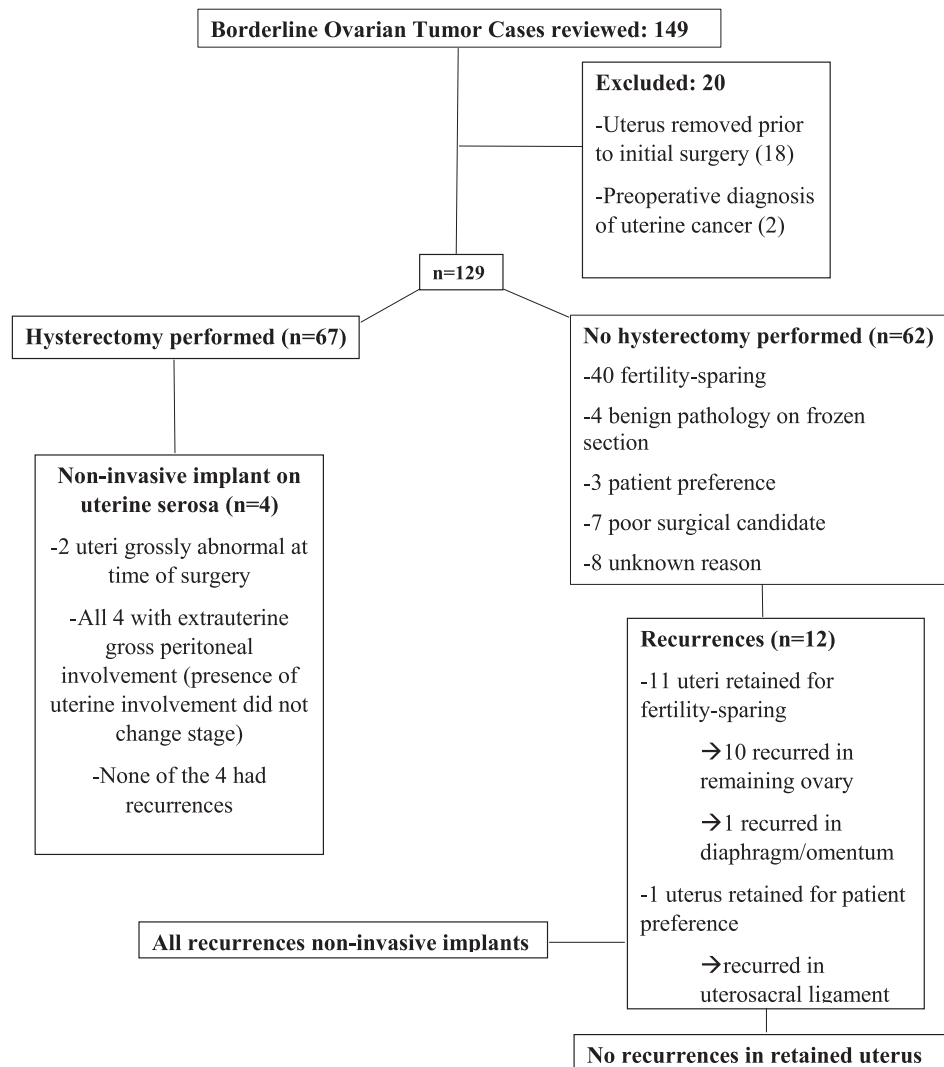 Borderline Ovarian Tumor Cases reviewed: 149
Excluded: 20
-Uterus removed prior
to initial surgery (18)
-Preoperative diagnosis
of uterine cancer (2)
n=129
Hysterectomy performed (n=67)
No hysterectomy performed (n=62)
-40 fertility-sparing
-4 benign pathology on frozen
section
-3 patient preference
-7 poor surgical candidate
-8 unknown reason
Non-invasive implant on
uterine serosa (n=4)
-2 uteri grossly abnormal at
time of surgery
-All 4 with extrauterine
gross peritoneal
involvement (presence of
uterine involvement did not
change stage)
-None of the 4 had
recurrences
Recurrences (n=12)
-11 uteri retained for
fertility-sparing
→10 recurred in
remaining ovary
→1 recurred in
diaphragm/omentum
-1 uterus retained for patient
preference
→recurred in
uterosacral ligament
All recurrences non-invasive implants
No recurrences in retained uterus